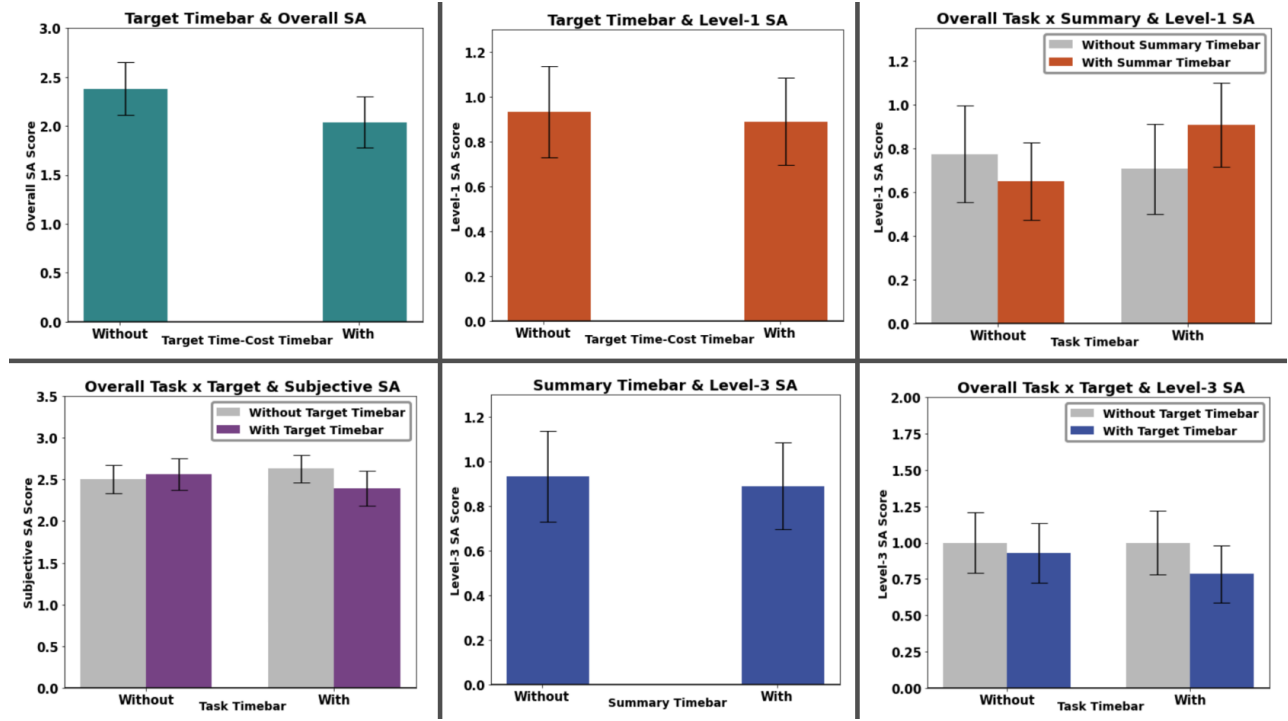 Target Timebar & Overall SA
3.0
2.5
2.0
1.5
1.0
0.5
0.0
Overall SA Score
Without
With
Target Time-Cost Timebar
Target Timebar & Level-1 SA
1.2
1.0
0.8
0.6
0.4
0.2
0.0
Level-1 SA Score
Without
With
Target Time-Cost Timebar
Overall Task x Summary & Level-1 SA
Without Summary Timebar
With Summar Timebar
1.2
1.0
0.8
0.6
0.4
0.2
0.0
Level-1 SA Score
Without
With
Task Timebar
Overall Task x Target & Subjective SA
Without Target Timebar
With Target Timebar
3.5
3.0
2.5
2.0
1.5
1.0
0.5
0.0
Subjective SA Score
Without
With
Task Timebar
Summary Timebar & Level-3 SA
1.2
1.0
0.8
0.6
0.4
0.2
0.0
Level-3 SA Score
Without
With
Summary Timebar
Overall Task x Target & Level-3 SA
Without Target Timebar
With Target Timebar
2.00
1.75
1.50
1.25
1.00
0.75
0.50
0.25
0.00
Level-3 SA Score
Without
With
Task Timebar